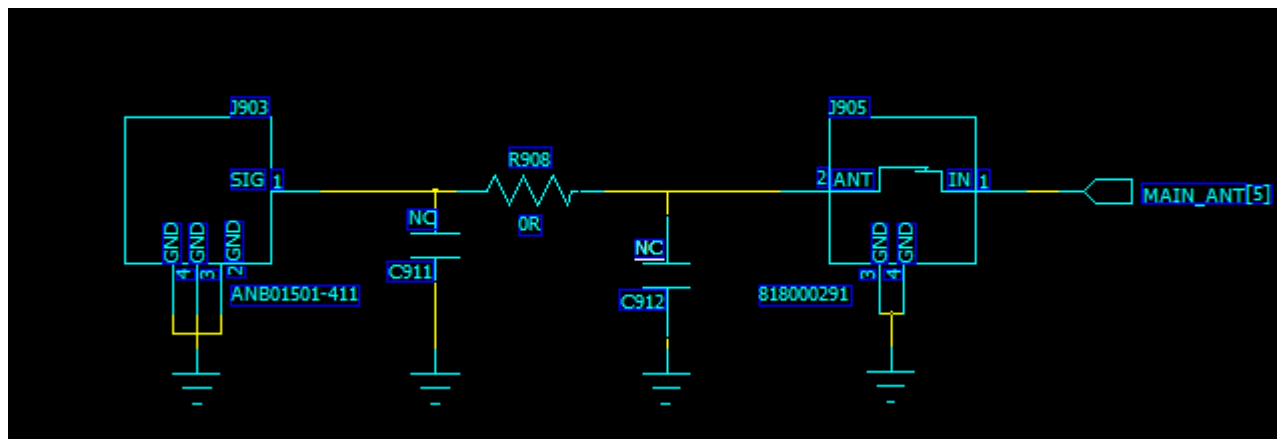 J903
J905
R908
SIG 1
2 ANT
IN 1
MAIN_ANT[5]
NC
0R
NC
GND
GND
GND
GND
GND
4
3
2
3
4
C911
ANB01501-411
C912
818000291